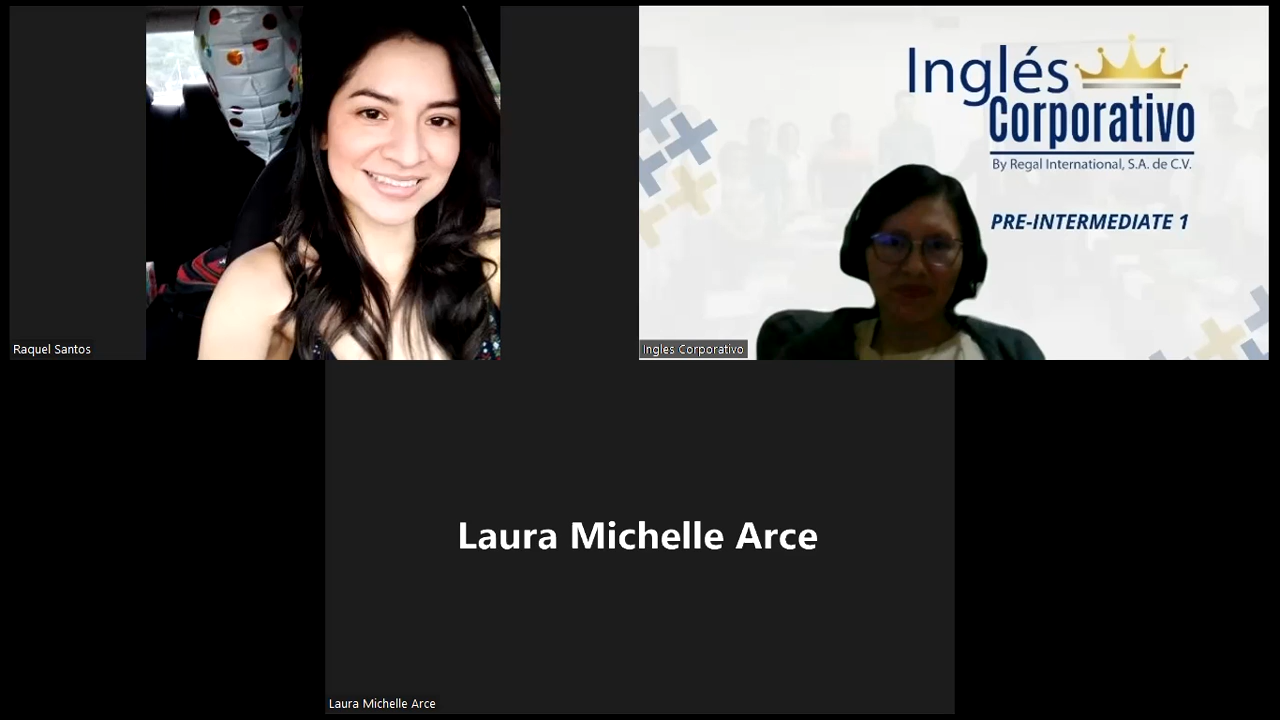 Inglés
Corporativo
By Regal International, S.A. de C.V.
PRE-INTERMEDIATE 1
Raquel Santos
Ingles Corporativo
Laura Michelle Arce
Laura Michelle Arce